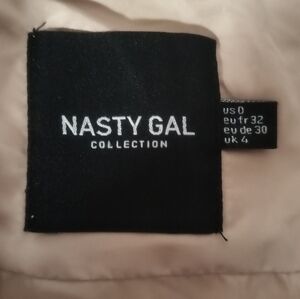 NASTY GAL
COLLECTION
US 0
eu fr 32
eu de 30
uk 4